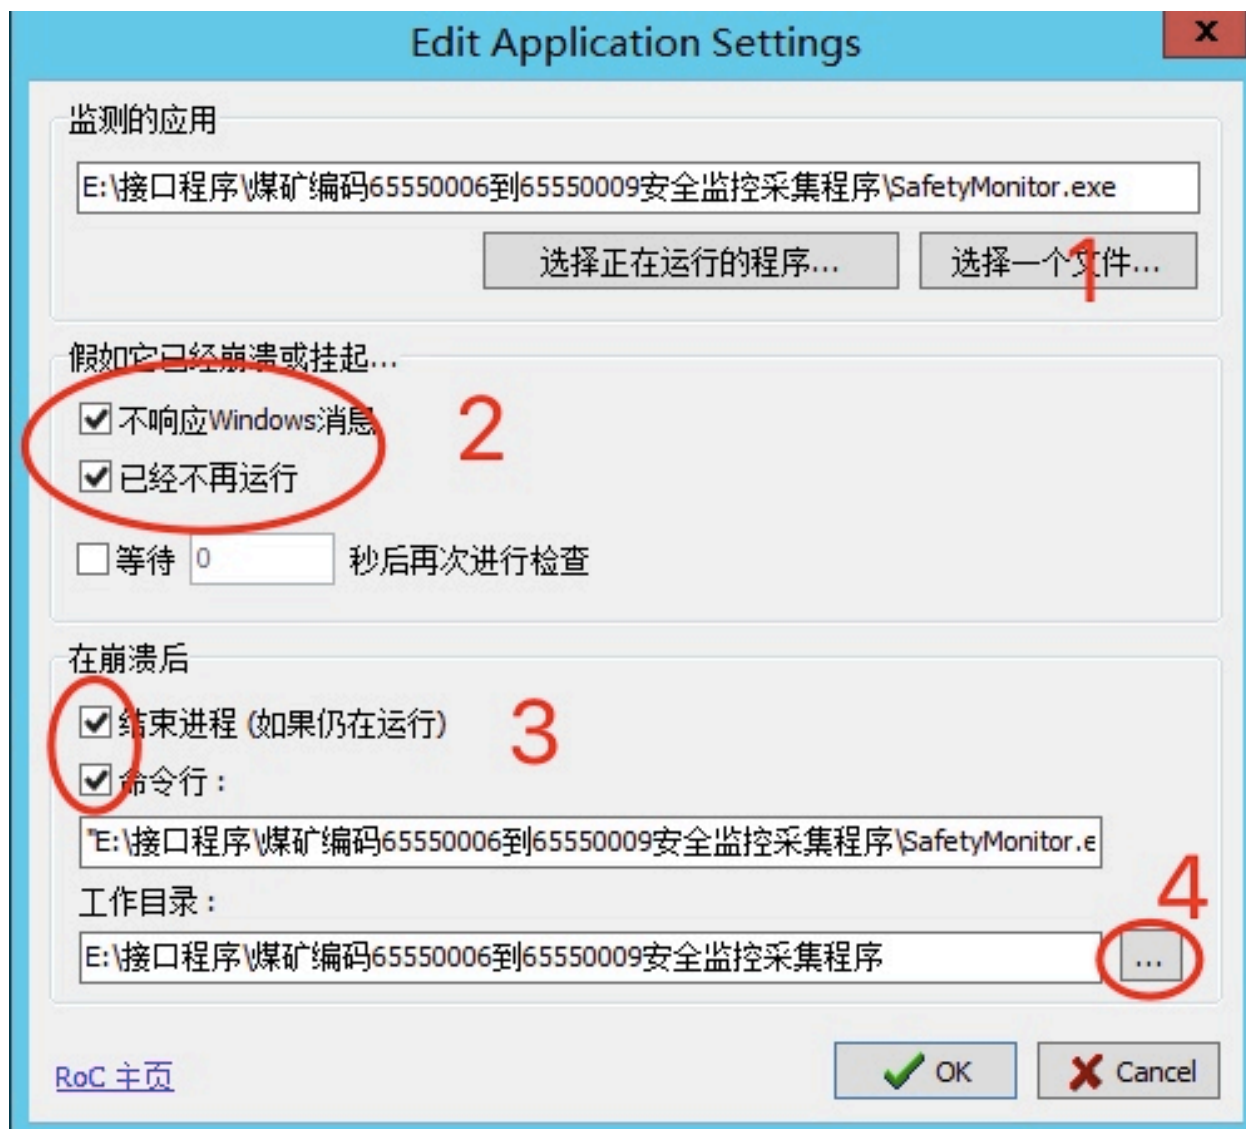 Edit Application Settings
x
监测的应用
E:\接口程序\煤矿编码65550006到65550009安全监控采集程序\SafetyMonitor.exe
选择正在运行的程序... 选择一个文件...
1
假如它已经崩溃或挂起...
不响应Windows消息
2
已经不再运行
等待 0 秒后再次进行检查
在崩溃后
结束进程 (如果仍在运行)
3
命令行：
"E:\接口程序\煤矿编码65550006到65550009安全监控采集程序\SafetyMonitor.e
4
工作目录：
E:\接口程序\煤矿编码65550006到65550009安全监控采集程序 ...
RoC 主页 OK Cancel